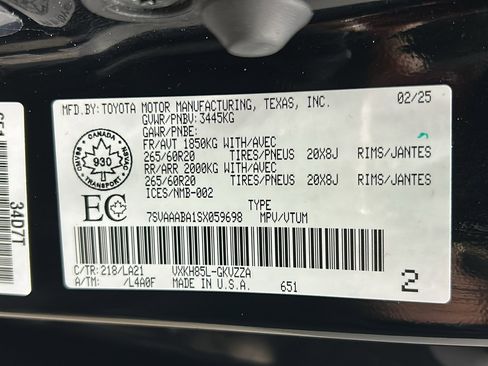 MFD.BY: TOYOTA MOTOR MANUFACTURING, TEXAS, INC. 02/25
GVWR/PNBV: 3445KG
GAWR/PNBE:
FR/AVT 1850KG WITH/AVEC
265/60R20 TIRES/PNEUS 20X8J RIMS/JANTES
RR/ARR 2000KG WITH/AVEC
265/60R20 TIRES/PNEUS 20X8J RIMS/JANTES
ICES/NMB-002
TYPE
7SVAAABA1SX059698 MPV/VTUM
CANADA
930
TRANSPORT
EC
C/TR: 218/LA21 VXKH85L-GKVZZA
A/TM: /L4A0F MADE IN U.S.A. 651
2
34D7T